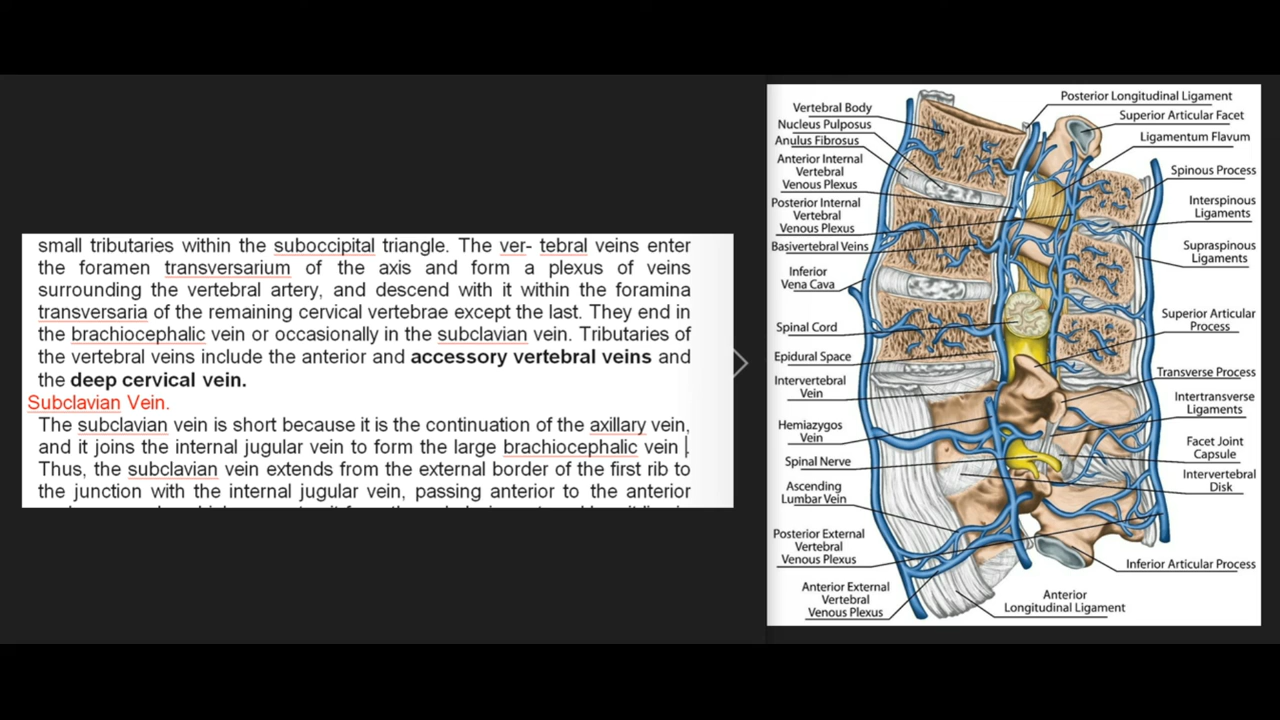 small tributaries within the suboccipital triangle. The ver- tebral veins enter
the foramen transversarium of the axis and form a plexus of veins
surrounding the vertebral artery, and descend with it within the foramina
transversaria of the remaining cervical vertebrae except the last. They end in
the brachiocephalic vein or occasionally in the subclavian vein. Tributaries of
the vertebral veins include the anterior and accessory vertebral veins and
the deep cervical vein.
Subclavian Vein.
The subclavian vein is short because it is the continuation of the axillary vein,
and it joins the internal jugular vein to form the large brachiocephalic vein .
Thus, the subclavian vein extends from the external border of the first rib to
the junction with the internal jugular vein, passing anterior to the anterior
Vertebral Body
Nucleus Pulposus
Anulus Fibrosus
Anterior Internal
Vertebral
Venous Plexus
Posterior Internal
Vertebral
Venous Plexus
Basivertebral Veins
Inferior
Vena Cava
Spinal Cord
Epidural Space
Intervertebral
Vein
Hemiazygos
Vein
Spinal Nerve
Ascending
Lumbar Vein
Posterior External
Vertebral
Venous Plexus
Anterior External
Vertebral
Venous Plexus
Posterior Longitudinal Ligament
Superior Articular Facet
Ligamentum Flavum
Spinous Process
Interspinous
Ligaments
Supraspinous
Ligaments
Superior Articular
Process
Transverse Process
Intertransverse
Ligaments
Facet Joint
Capsule
Intervertebral
Disk
Inferior Articular Process
Anterior
Longitudinal Ligament